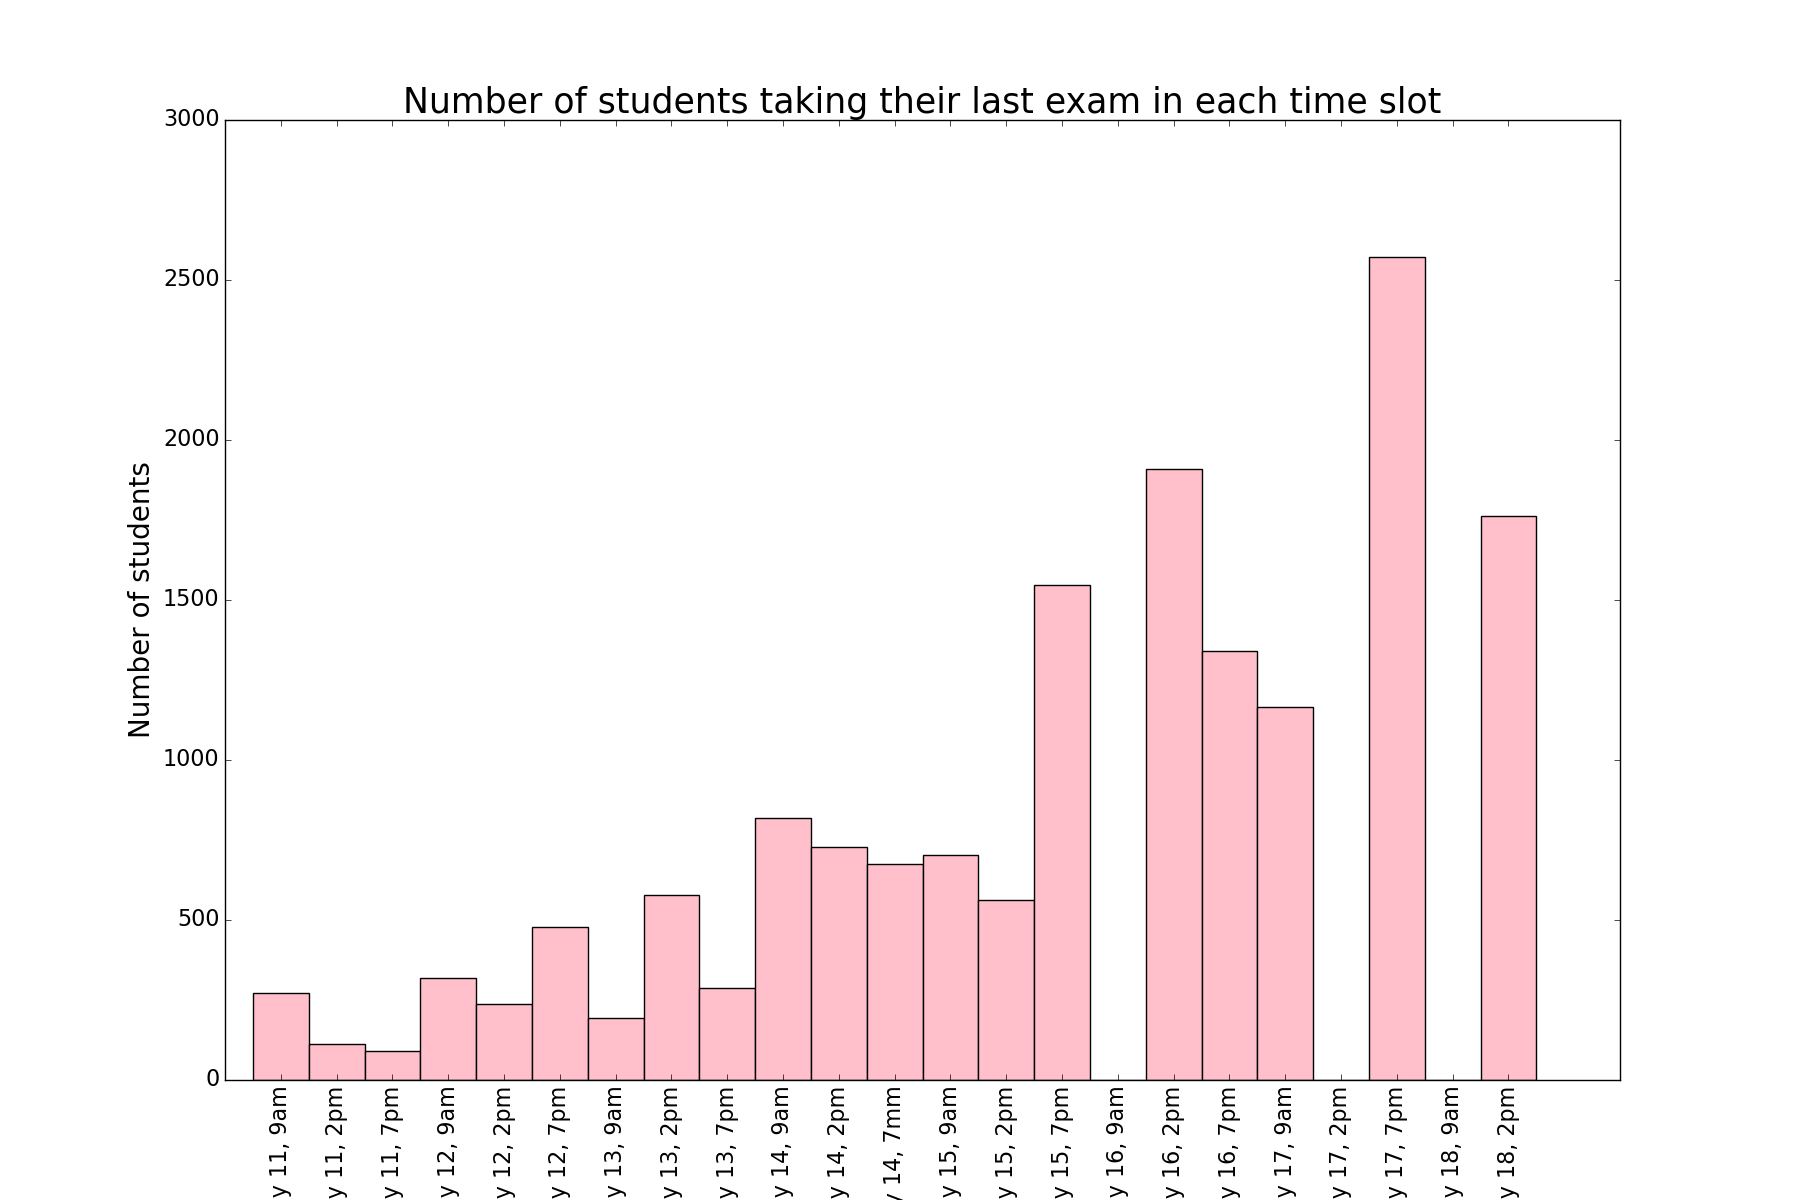 Number of students taking their last exam in each time slot
Number of students
3000
2500
2000
1500
1000
500
0
y 11, 9am
y 11, 2pm
y 11, 7pm
y 12, 9am
y 12, 2pm
y 12, 7pm
y 13, 9am
y 13, 2pm
y 13, 7pm
y 14, 9am
y 14, 2pm
y 14, 7mm
y 15, 9am
y 15, 2pm
y 15, 7pm
y 16, 9am
y 16, 2pm
y 16, 7pm
y 17, 9am
y 17, 2pm
y 17, 7pm
y 18, 9am
y 18, 2pm